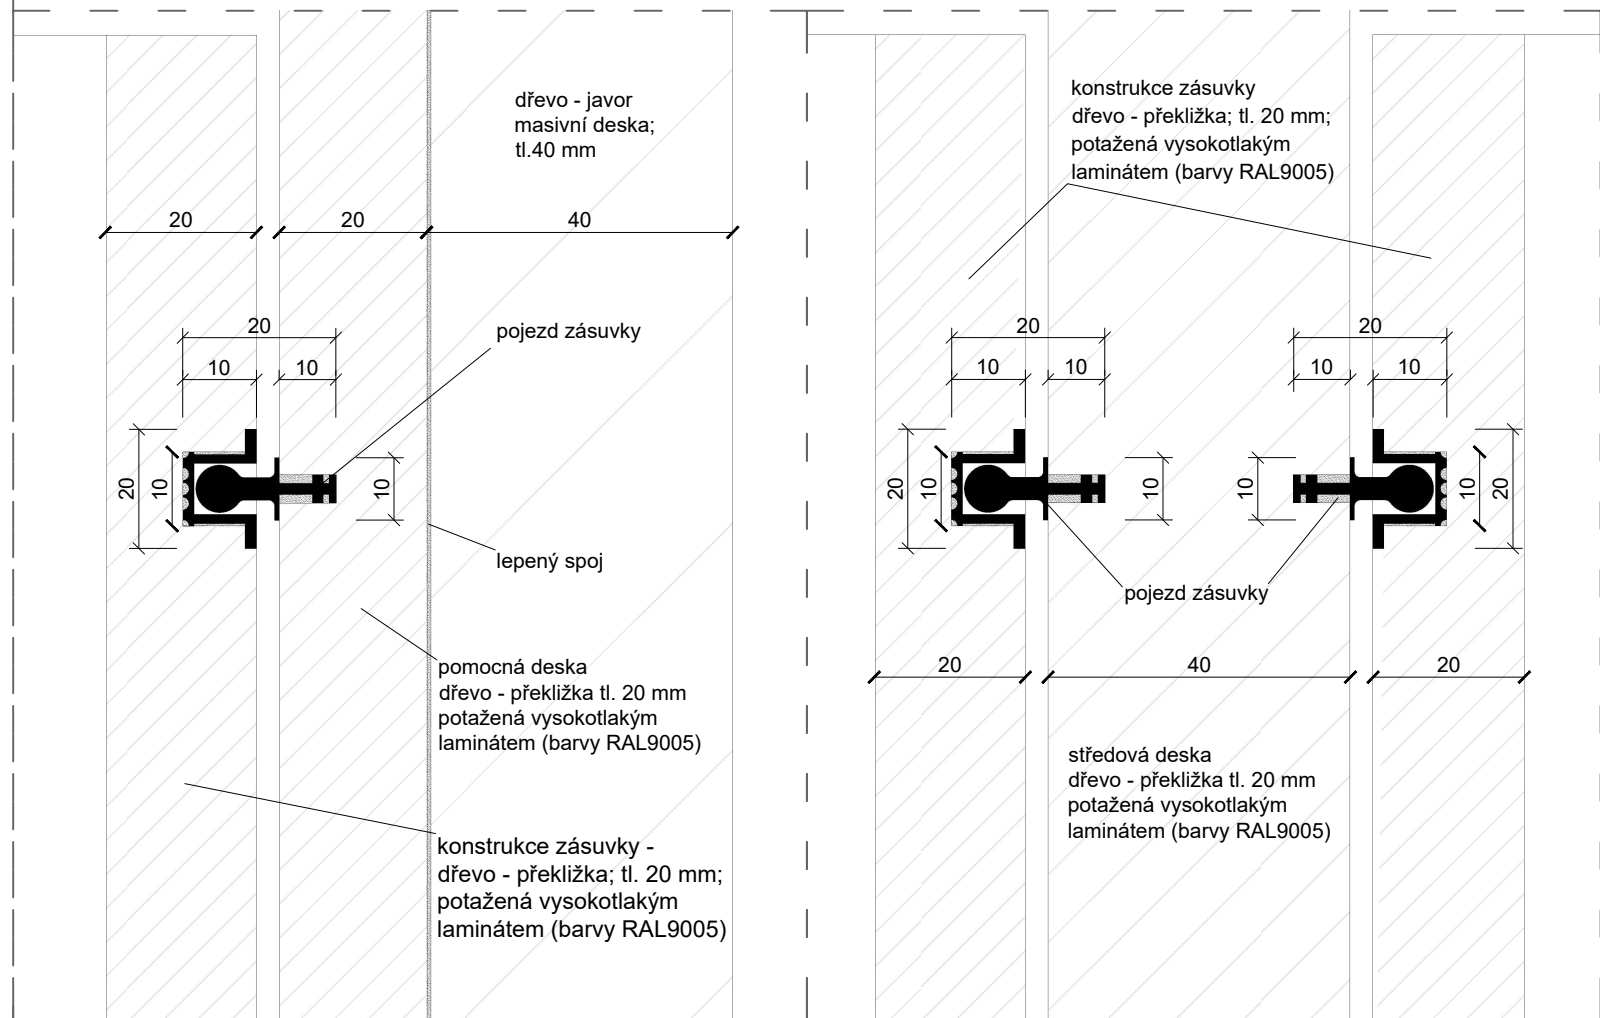 dřevo - javor
masivní deska;
tl.40 mm
20
20
40
20
10
10
pojezd zásuvky
20
10
10
lepený spoj
pomocná deska
dřevo - překližka tl. 20 mm
potažená vysokotlakým
laminátem (barvy RAL9005)
konstrukce zásuvky -
dřevo - překližka; tl. 20 mm;
potažená vysokotlakým
laminátem (barvy RAL9005)
konstrukce zásuvky
dřevo - překližka; tl. 20 mm;
potažená vysokotlakým
laminátem (barvy RAL9005)
20
10
10
20
10
10
20
10
10
10
10
20
pojezd zásuvky
20
40
20
středová deska
dřevo - překližka tl. 20 mm
potažená vysokotlakým
laminátem (barvy RAL9005)